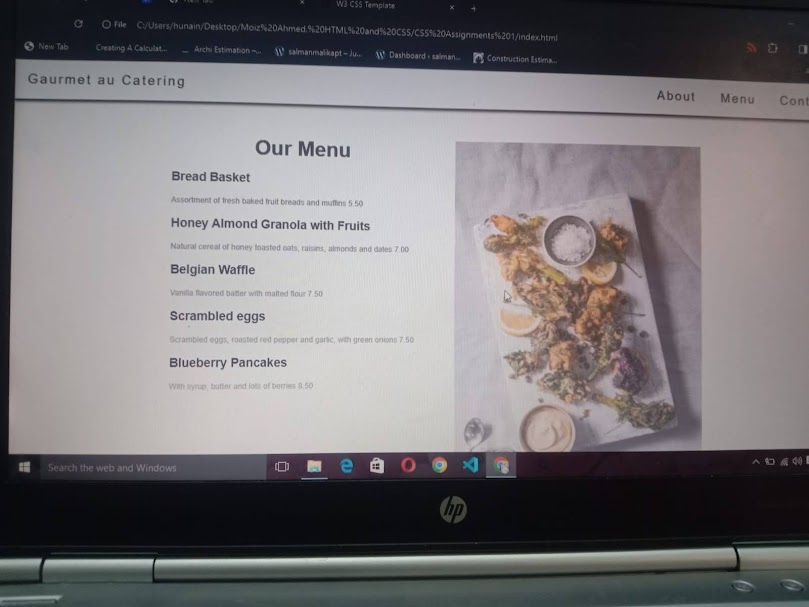 W3 CSS Template
File C:/Users/hunain/Desktop/Moiz%20Ahmed.%20HTML%20and%20CSS/CSS%20Assignments%201/index.html
New Tab Creating A Calculat... Archi Estimation –... salmanmalikapt – Ju... Dashboard ‹ salman... Construction Estima...
Gaurmet au Catering
About Menu Cont
Our Menu
Bread Basket
Assortment of fresh baked fruit breads and muffins 5.50
Honey Almond Granola with Fruits
Natural cereal of honey toasted oats, raisins, almonds and dates 7.00
Belgian Waffle
Vanilla flavored batter with malted flour 7.50
Scrambled eggs
Scrambled eggs, roasted red pepper and garlic, with green onions 7.50
Blueberry Pancakes
With syrup, butter and lots of berries 8.50
Search the web and Windows
hp